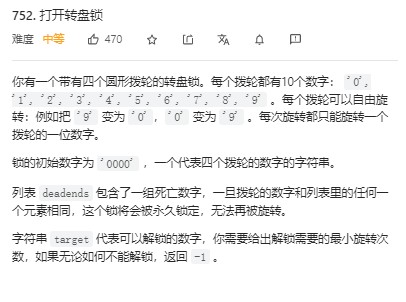 752. 打开转盘锁
难度 中等 470
你有一个带有四个圆形拨轮的转盘锁。每个拨轮都有10个数字： '0',
'1', '2', '3', '4', '5', '6', '7', '8', '9' 。每个拨轮可以自由旋
转：例如把 '9' 变为 '0'，'0' 变为 '9' 。每次旋转都只能旋转一个
拨轮的一位数字。
锁的初始数字为 '0000' ，一个代表四个拨轮的数字的字符串。
列表 deadends 包含了一组死亡数字，一旦拨轮的数字和列表里的任何一
个元素相同，这个锁将会被永久锁定，无法再被旋转。
字符串 target 代表可以解锁的数字，你需要给出解锁需要的最小旋转次
数，如果无论如何不能解锁，返回 -1 。